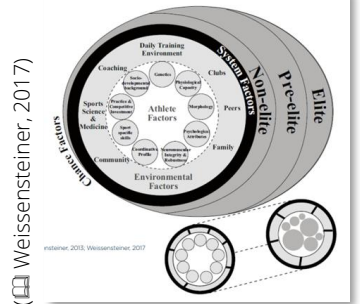 (📖 Weissensteiner, 2017)
Daily Training
Environment
Coaching
Clubs
Sports
Science
&
Medicine
Peers
Family
Community
Environmental
Factors
Athlete
Factors
Genetics
Physiological
Capacity
Morphology
Psychological
Attributes
Musculoskeletal
Integrity &
Robustness
Coordinative
Profile
Sport
specific
skills
Practice &
Competition
Investment
Socio-
developmental
Background
System Factors
Chance Factors
Non-elite
Pre-elite
Elite
nsteiner, 2015; Weissensteiner, 2017